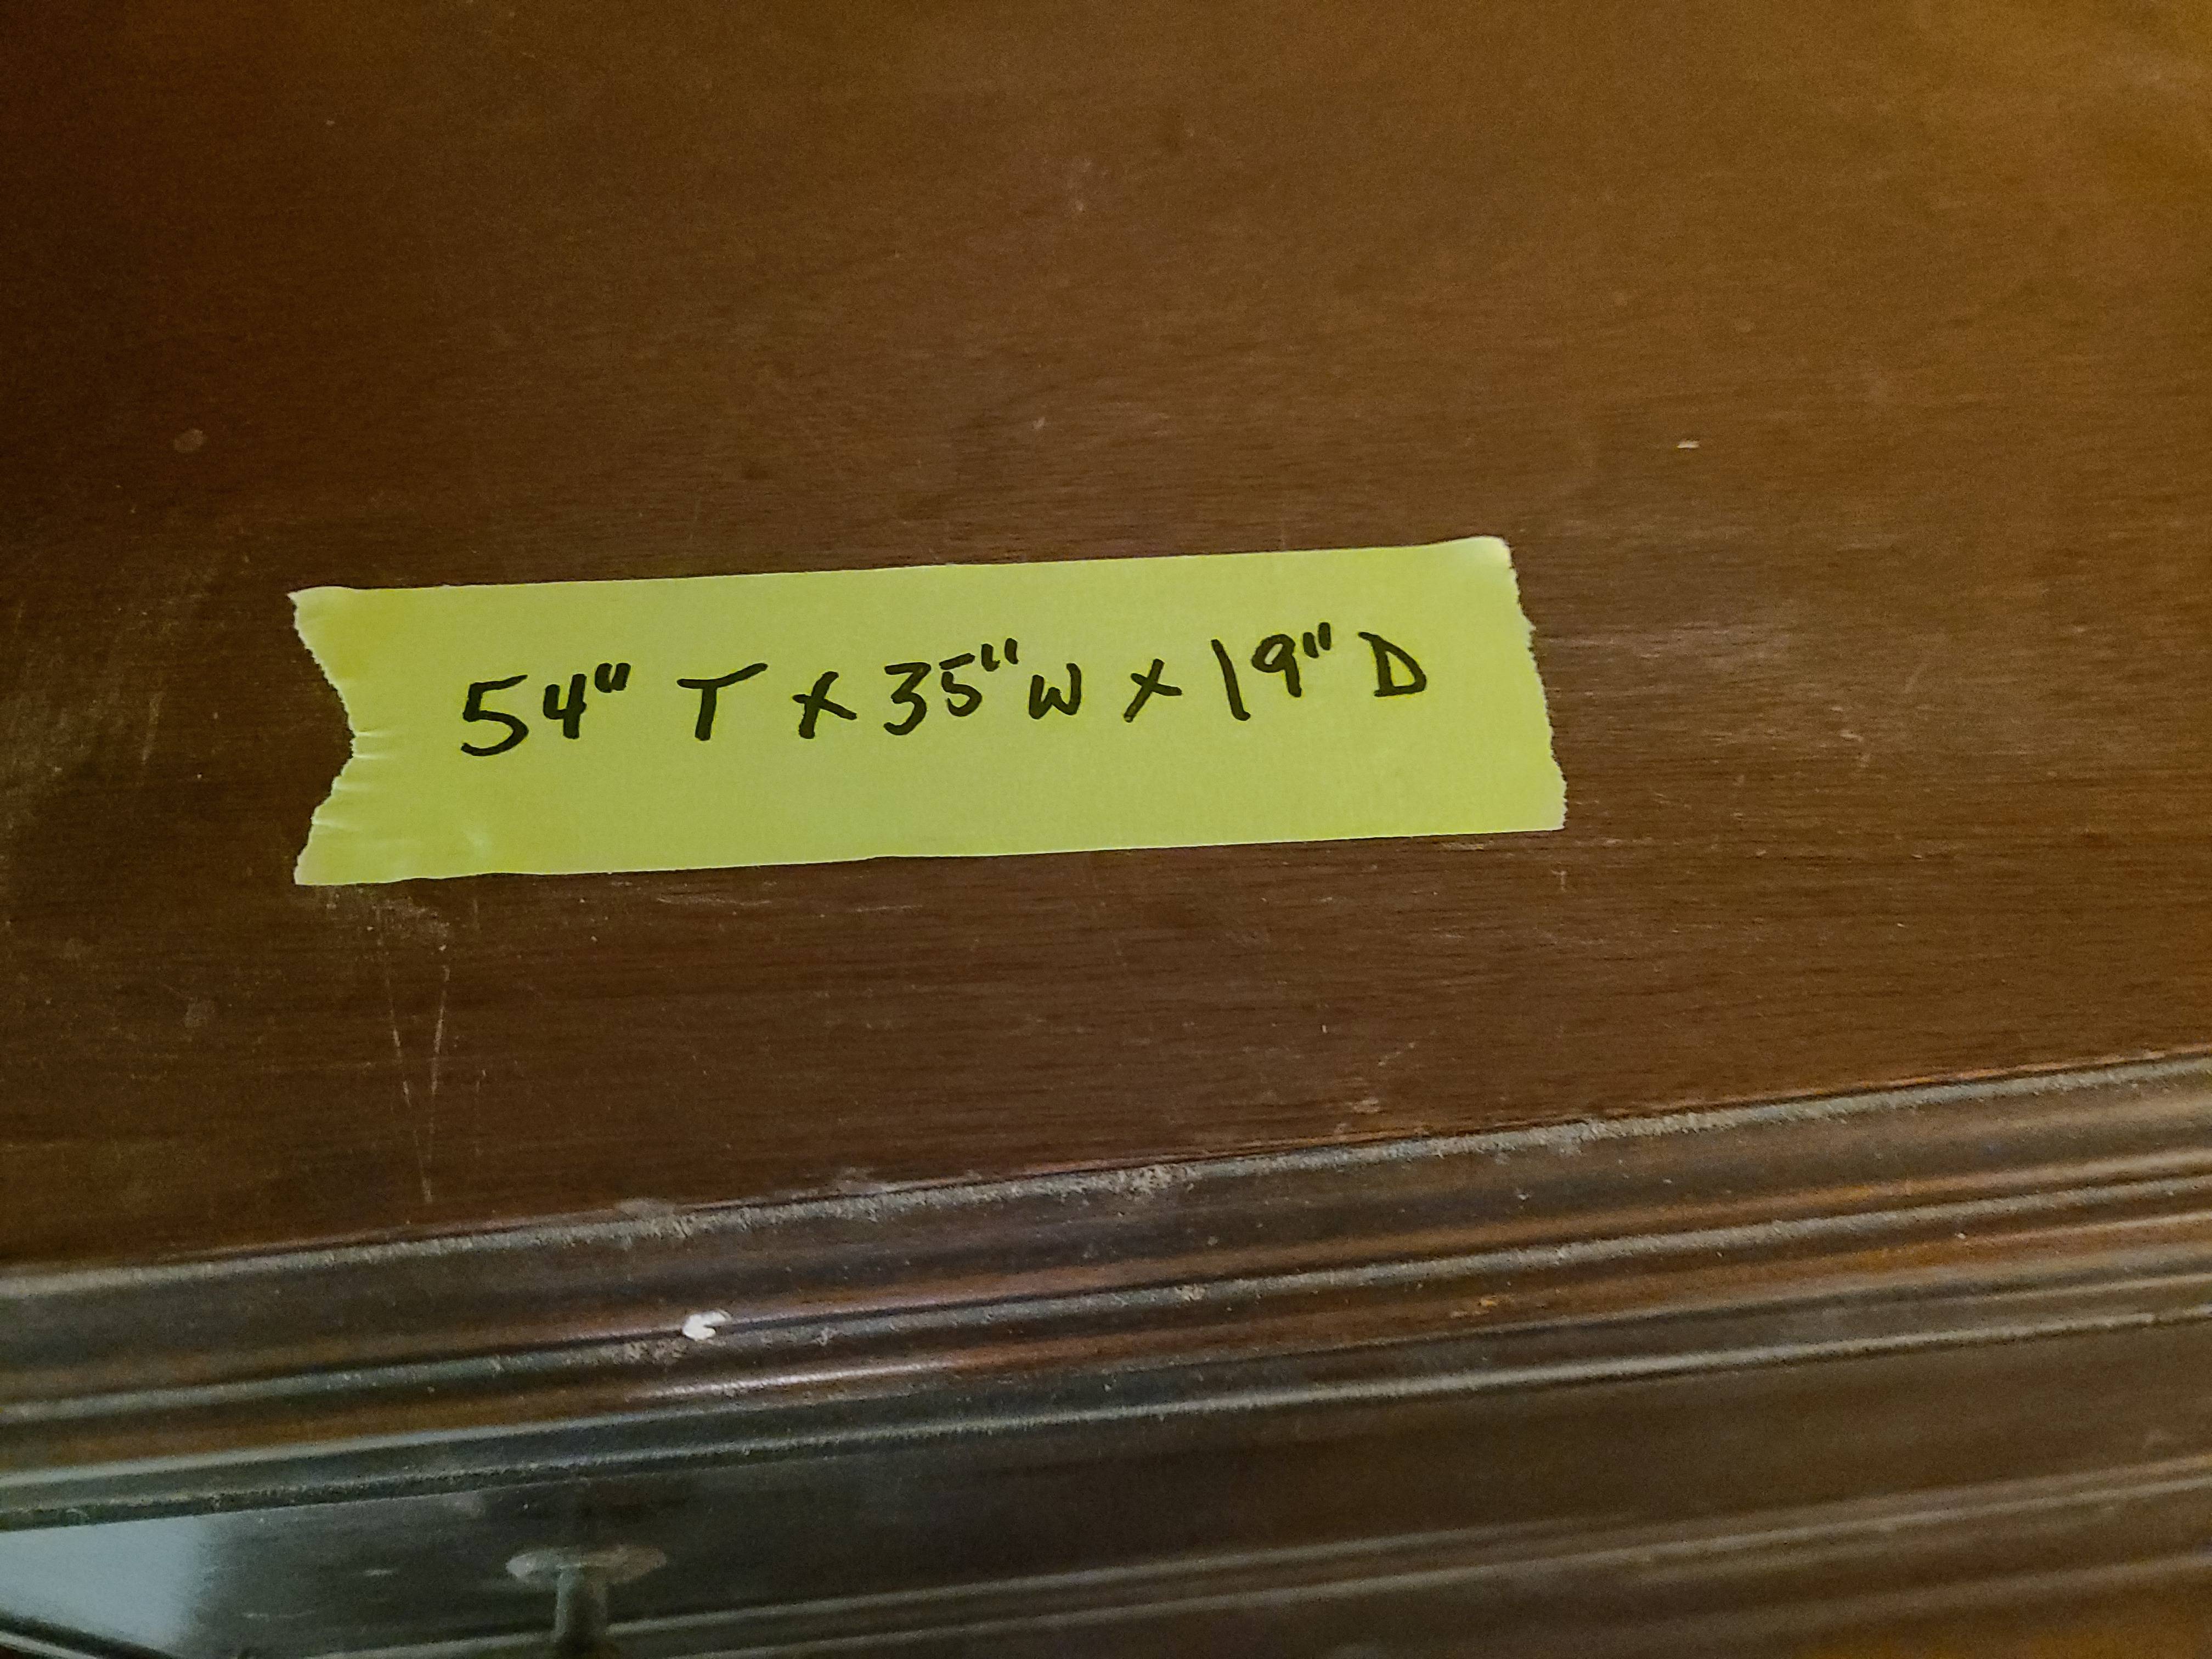 54" T x 35" W x 19" D